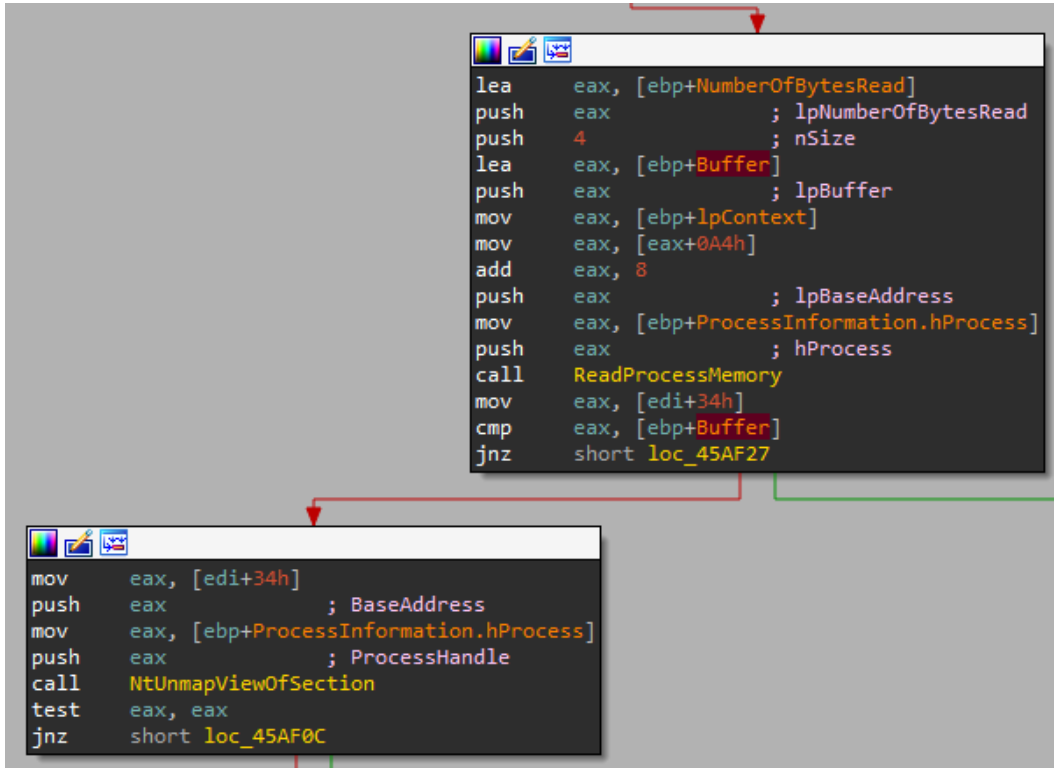 lea eax, [ebp+NumberOfBytesRead]
push eax ; lpNumberOfBytesRead
push 4 ; nSize
lea eax, [ebp+Buffer]
push eax ; lpBuffer
mov eax, [ebp+lpContext]
mov eax, [eax+0A4h]
add eax, 8
push eax ; lpBaseAddress
mov eax, [ebp+ProcessInformation.hProcess]
push eax ; hProcess
call ReadProcessMemory
mov eax, [edi+34h]
cmp eax, [ebp+Buffer]
jnz short loc_45AF27
mov eax, [edi+34h]
push eax ; BaseAddress
mov eax, [ebp+ProcessInformation.hProcess]
push eax ; ProcessHandle
call NtUnmapViewOfSection
test eax, eax
jnz short loc_45AF0C